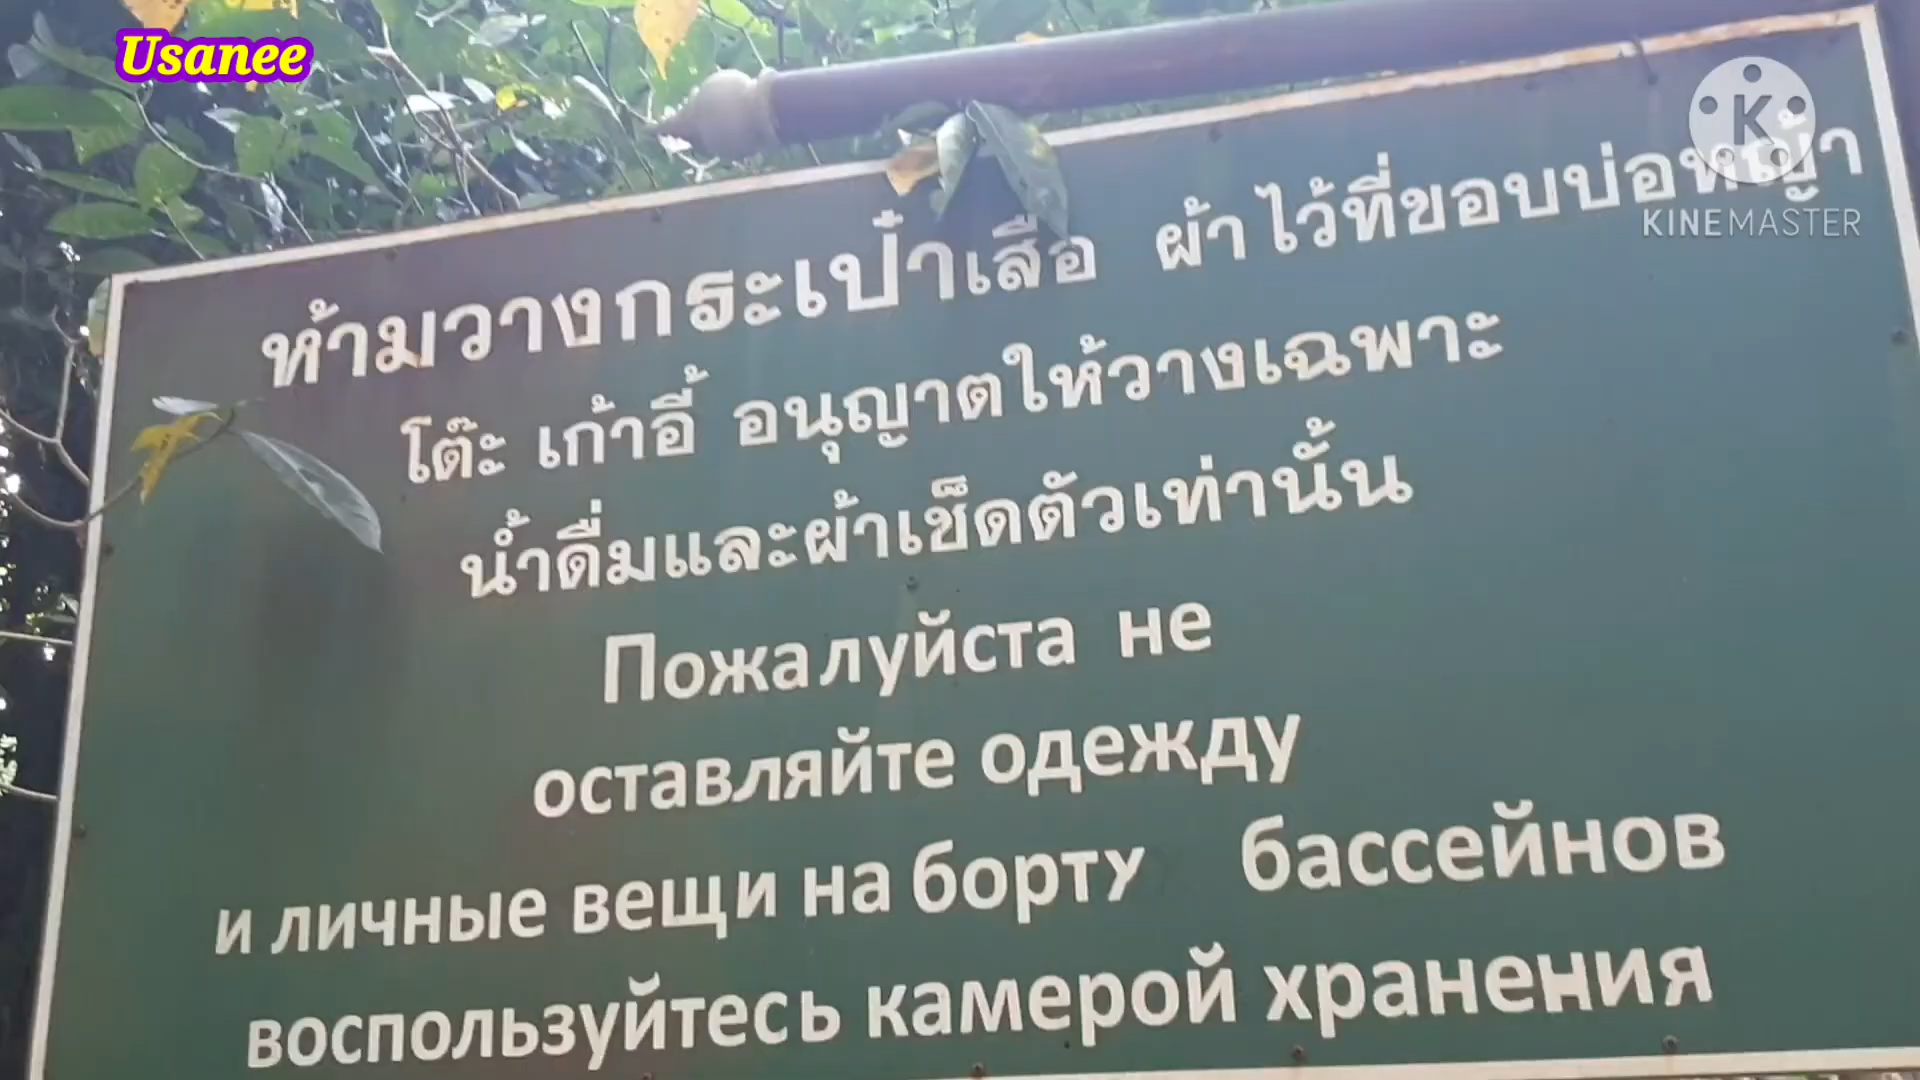 Usanee
K
KINEMASTER
ห้ามวางกระเป๋าเสื้อ ผ้าไว้ที่ขอบบ่อหญ้า
โต๊ะ เก้าอี้ อนุญาตให้วางเฉพาะ
น้ำดื่มและผ้าเช็ดตัวเท่านั้น
Пожалуйста не
оставляйте одежду
и личные вещи на борту бассейнов
воспользуйтесь камерой хранения